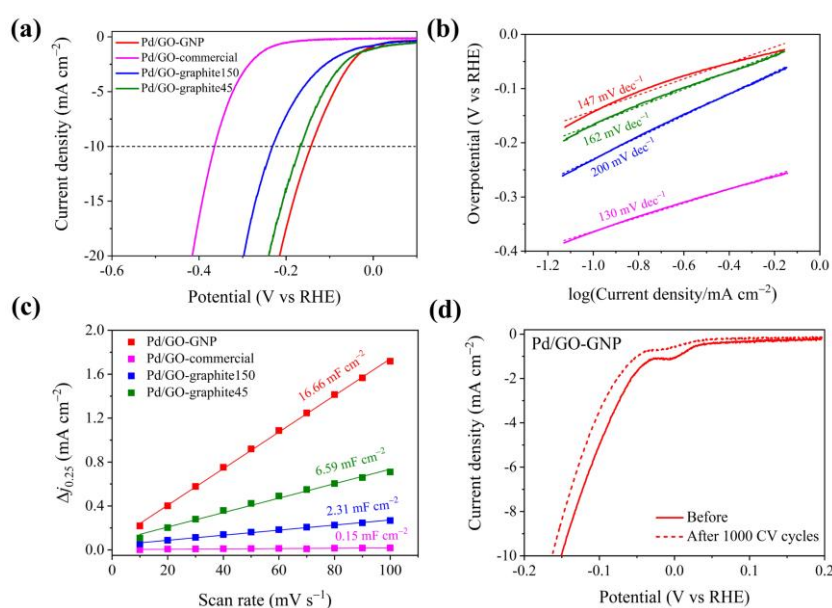 (a)
Pd/GO-GNP
Pd/GO-commercial
Pd/GO-graphite150
Pd/GO-graphite45
Current density (mA cm⁻²)
0
-5
-10
-15
-20
-0.6
-0.4
-0.2
0.0
Potential (V vs RHE)
(b)
147 mV dec⁻¹
162 mV dec⁻¹
200 mV dec⁻¹
130 mV dec⁻¹
Overpotential (V vs RHE)
0.0
-0.1
-0.2
-0.3
-0.4
-1.2
-1.0
-0.8
-0.6
-0.4
-0.2
0.0
log(Current density/mA cm⁻²)
(c)
Pd/GO-GNP
Pd/GO-commercial
Pd/GO-graphite150
Pd/GO-graphite45
16.66 mF cm⁻²
6.59 mF cm⁻²
2.31 mF cm⁻²
0.15 mF cm⁻²
Δj0.25 (mA cm⁻²)
2.0
1.6
1.2
0.8
0.4
0.0
0
20
40
60
80
100
Scan rate (mV s⁻¹)
(d)
Pd/GO-GNP
Before
After 1000 CV cycles
Current density (mA cm⁻²)
0
-2
-4
-6
-8
-10
-0.2
-0.1
0.0
0.1
0.2
Potential (V vs RHE)